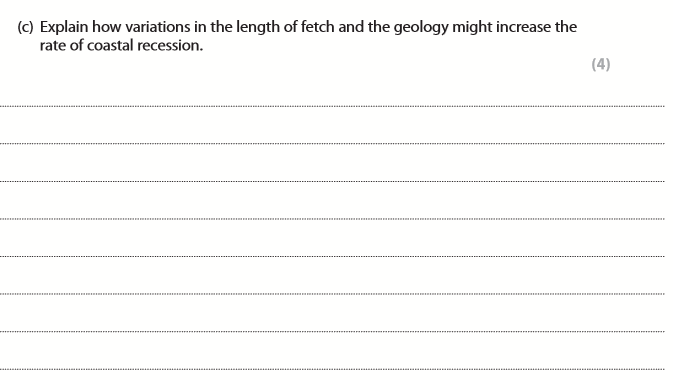 (c) Explain how variations in the length of fetch and the geology might increase the
rate of coastal recession.
(4)